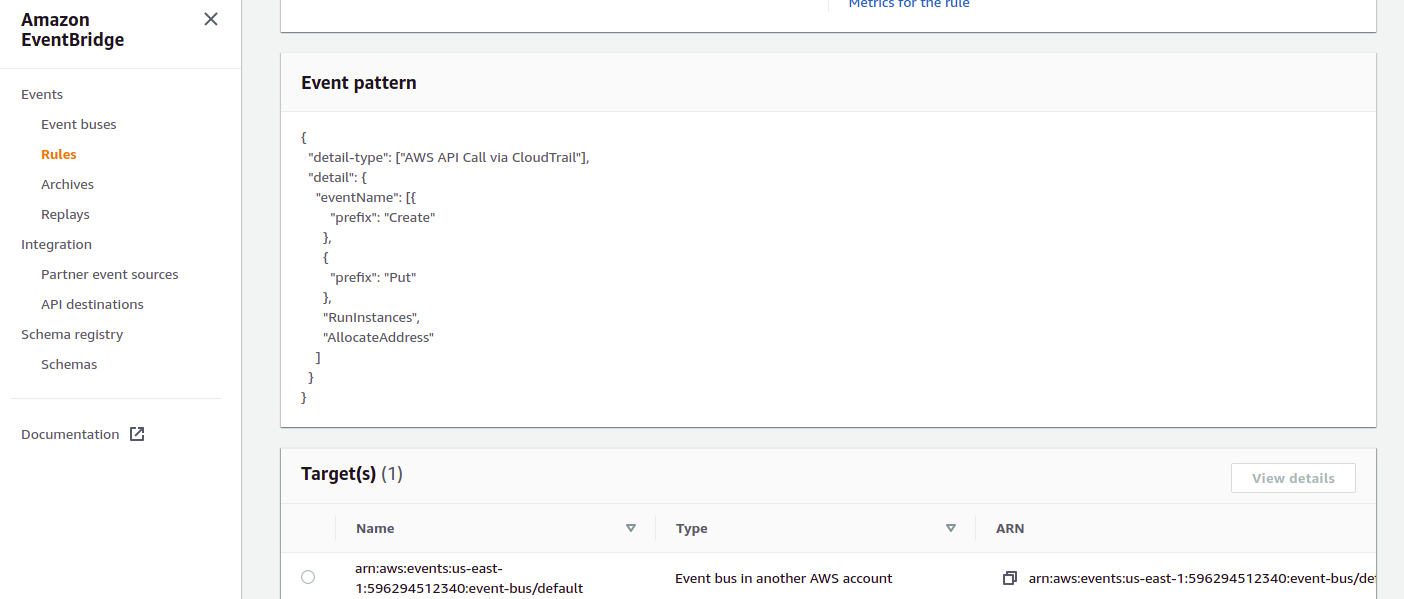 Amazon
EventBridge
Events
Event buses
Rules
Archives
Replays
Integration
Partner event sources
API destinations
Schema registry
Schemas
Documentation
Metrics for the rule
Event pattern
{
"detail-type": ["AWS API Call via CloudTrail"],
"detail": {
"eventName": [{
"prefix": "Create"
},
{
"prefix": "Put"
},
"RunInstances",
"AllocateAddress"
]
}
}
Target(s) (1)
View details
Name
Type
ARN
arn:aws:events:us-east-
1:596294512340:event-bus/default
Event bus in another AWS account
arn:aws:events:us-east-1:596294512340:event-bus/de